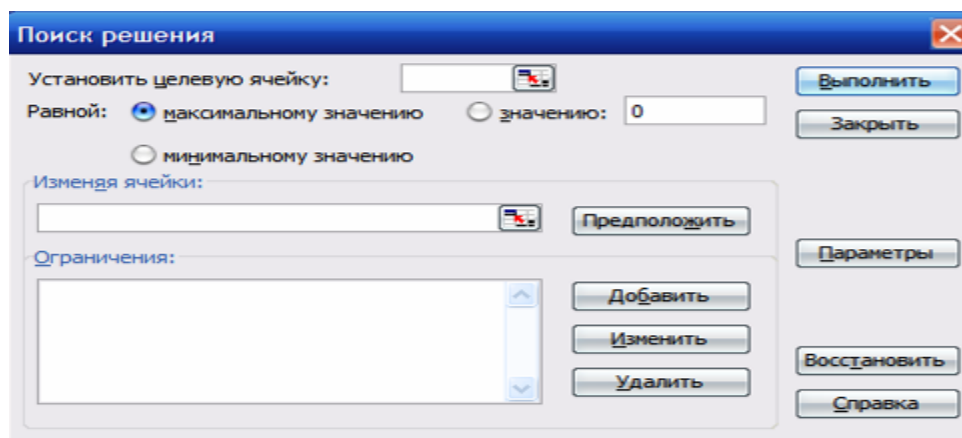 Поиск решения
Установить целевую ячейку:
Выполнить
Равной: максимальному значению значению: 0
Закрыть
минимальному значению
Изменяя ячейки:
Предположить
Параметры
Ограничения:
Добавить
Изменить
Удалить
Восстановить
Справка